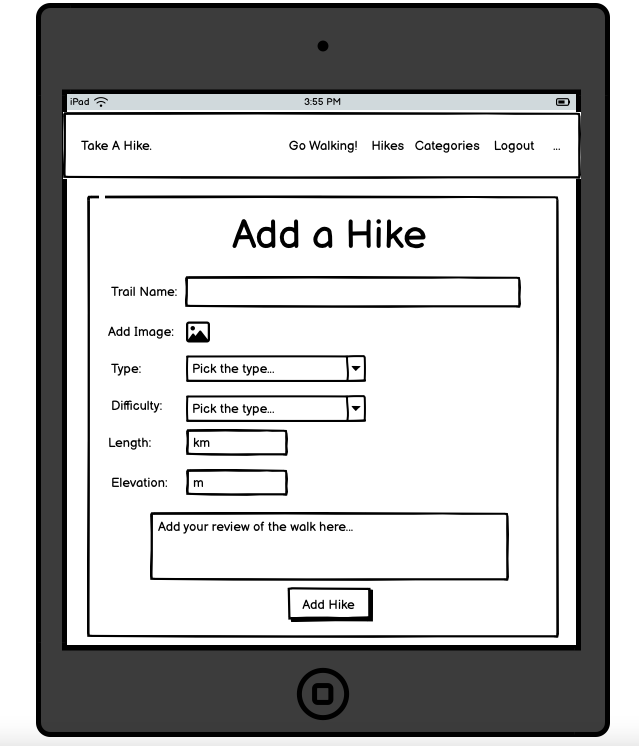 iPad 3:55 PM
Take A Hike. Go Walking! Hikes Categories Logout ...
Add a Hike
Trail Name:
Add Image:
Type: Pick the type...
Difficulty: Pick the type...
Length: km
Elevation: m
Add your review of the walk here...
Add Hike